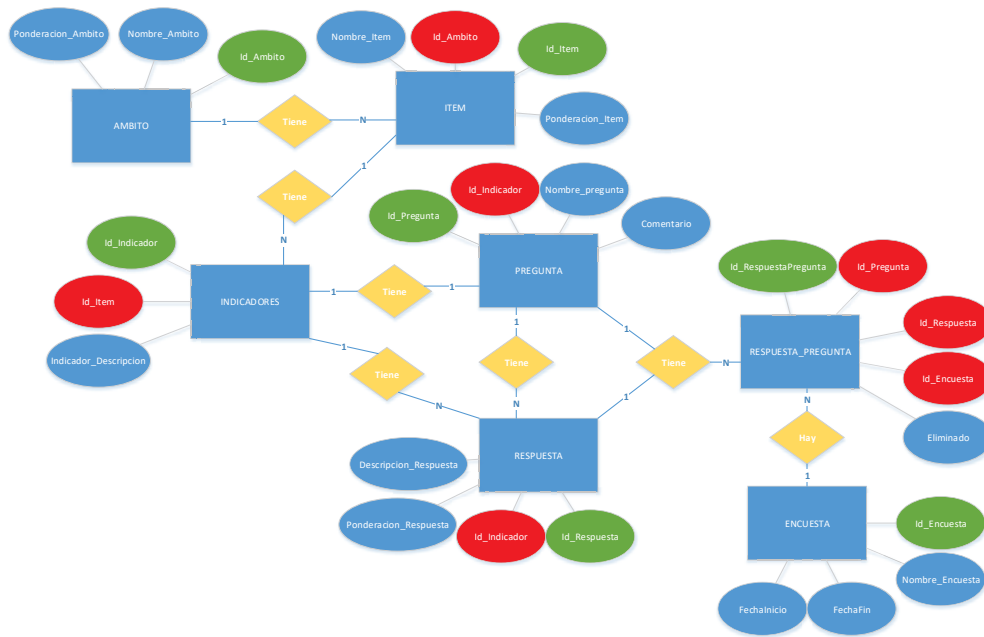 Ponderacion_Ambito
Nombre_Ambito
Id_Ambito
AMBITO
1
Tiene
N
Nombre_Item
Id_Ambito
Id_Item
ITEM
Ponderacion_Item
1
Tiene
N
Id_Indicador
Id_Item
Indicador_Descripcion
INDICADORES
1
Tiene
1
Id_Pregunta
Id_Indicador
Nombre_pregunta
Comentario
PREGUNTA
1
Tiene
N
1
Tiene
N
1
Tiene
1
N
Descripcion_Respuesta
Ponderacion_Respuesta
Id_Indicador
Id_Respuesta
RESPUESTA
Id_RespuestaPregunta
Id_Pregunta
Id_Respuesta
Id_Encuesta
Eliminado
RESPUESTA_PREGUNTA
N
Hay
1
ENCUESTA
Id_Encuesta
Nombre_Encuesta
FechaInicio
FechaFin